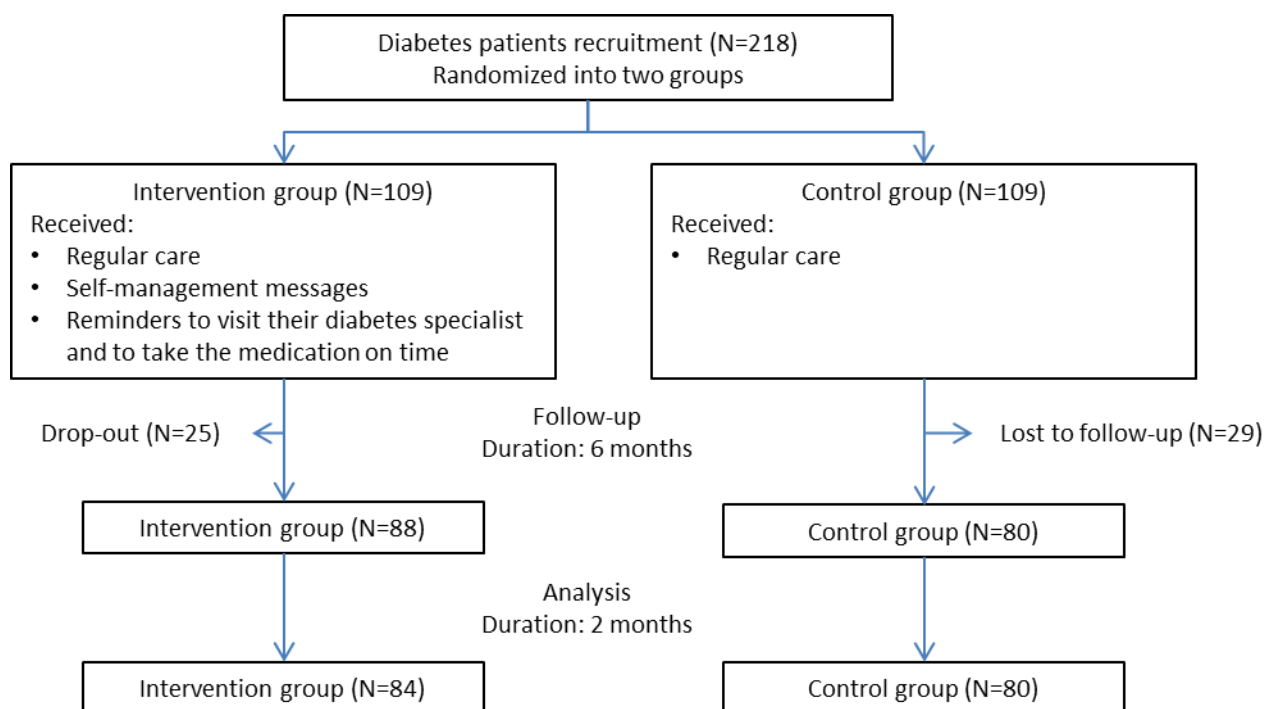 Diabetes patients recruitment (N=218)
Randomized into two groups
Intervention group (N=109)
Received:
• Regular care
• Self-management messages
• Reminders to visit their diabetes specialist
and to take the medication on time
Control group (N=109)
Received:
• Regular care
Drop-out (N=25)
Follow-up
Duration: 6 months
Lost to follow-up (N=29)
Intervention group (N=88)
Control group (N=80)
Analysis
Duration: 2 months
Intervention group (N=84)
Control group (N=80)